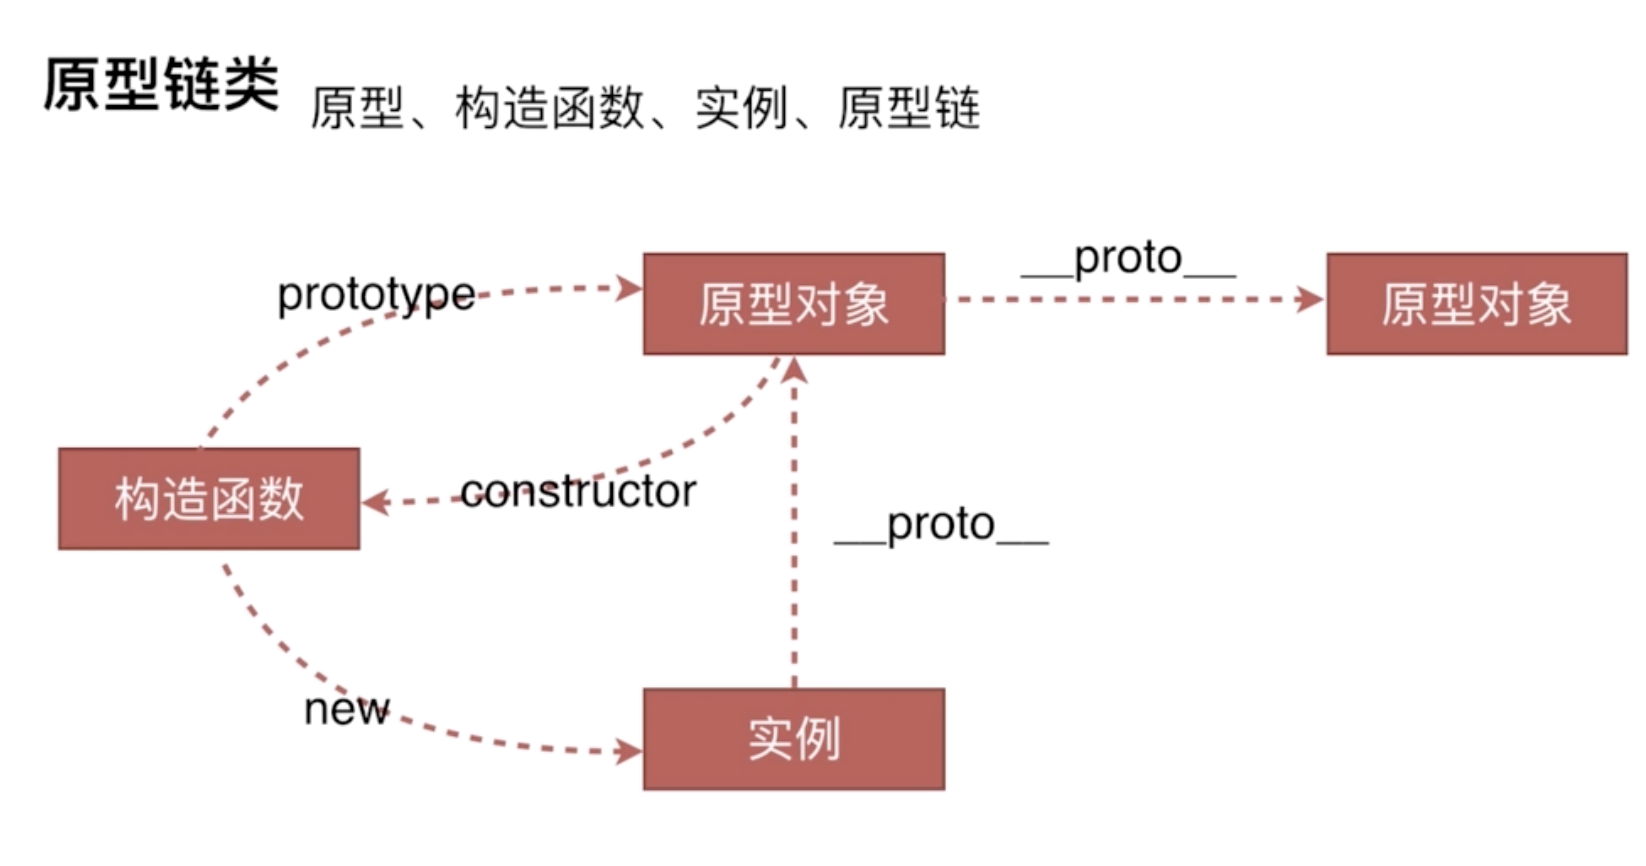 原型链类 原型、构造函数、实例、原型链
prototype
原型对象
__proto__
原型对象
构造函数
constructor
__proto__
new
实例